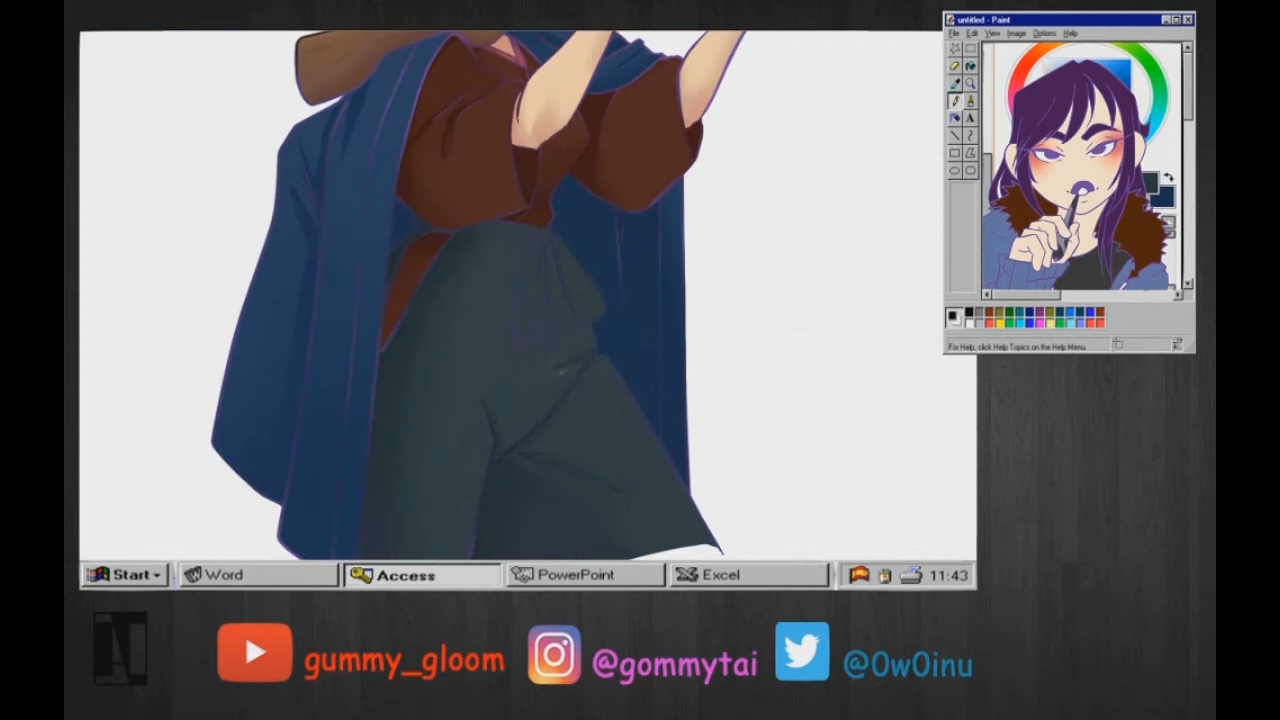 untitled - Paint
File Edit View Image Options Help
A
For Help, click Help Topics on the Help Menu.
Start
Word
Access
PowerPoint
Excel
11:43
gummy_gloom
@gommytai
@OwOinu